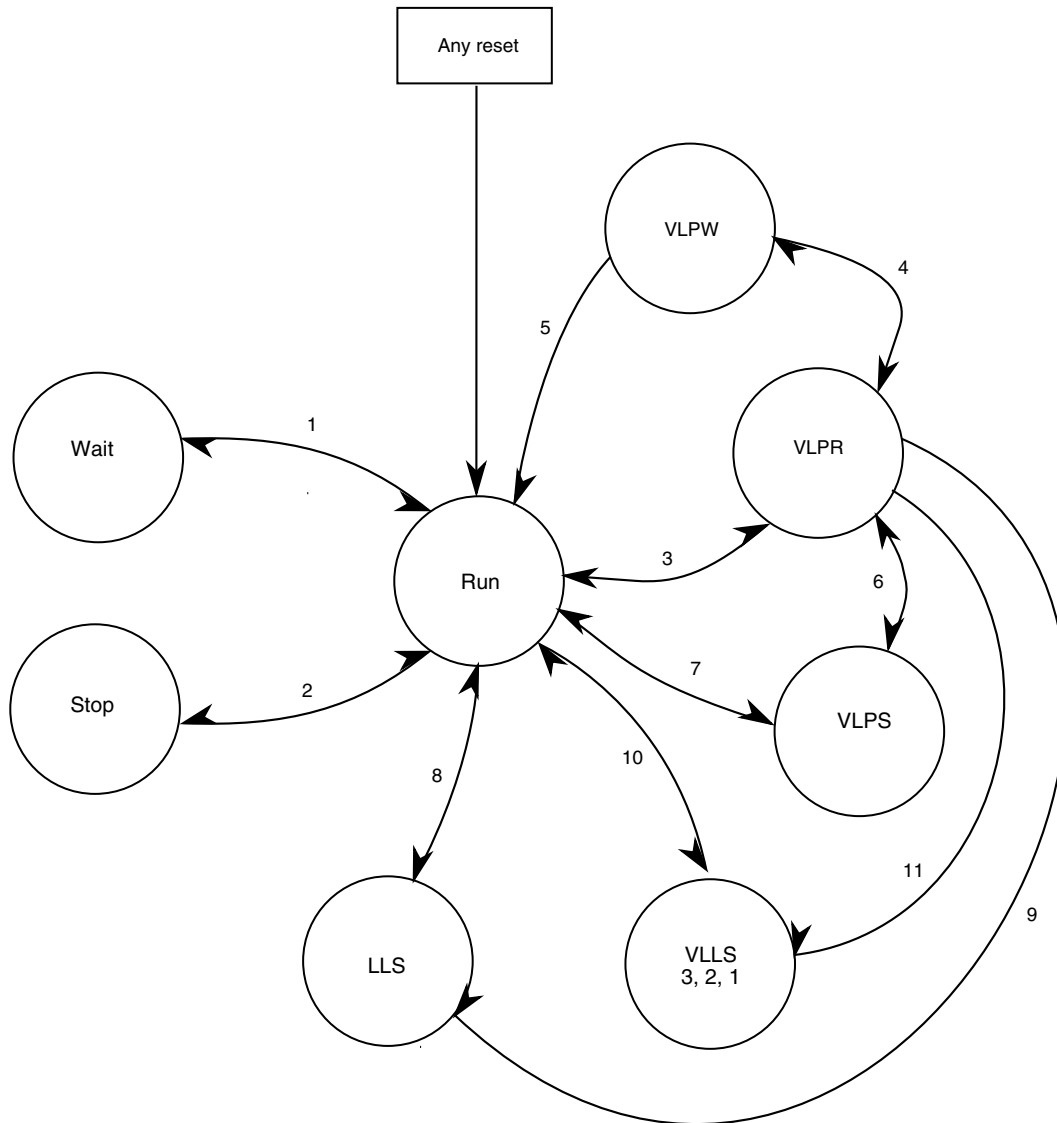 Any reset
VLPW
4
5
1
Wait
VLPR
3
Run
6
7
2
Stop
VLPS
10
8
11
9
VLLS
3, 2, 1
LLS